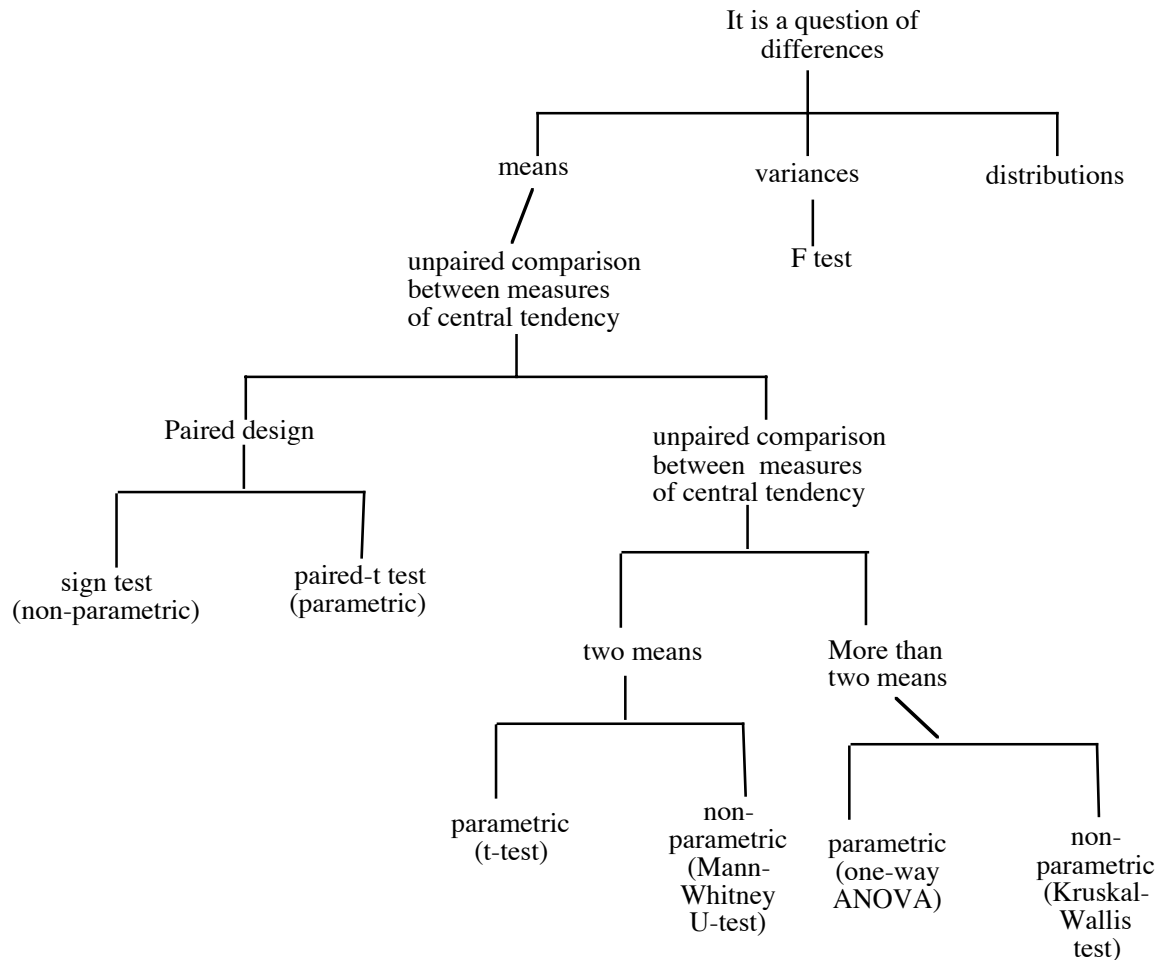 It is a question of
differences
means
variances
distributions
F test
unpaired comparison
between measures
of central tendency
Paired design
unpaired comparison
between measures
of central tendency
sign test
(non-parametric)
paired-t test
(parametric)
two means
More than
two means
parametric
(t-test)
non-
parametric
(Mann-
Whitney
U-test)
parametric
(one-way
ANOVA)
non-
parametric
(Kruskal-
Wallis
test)